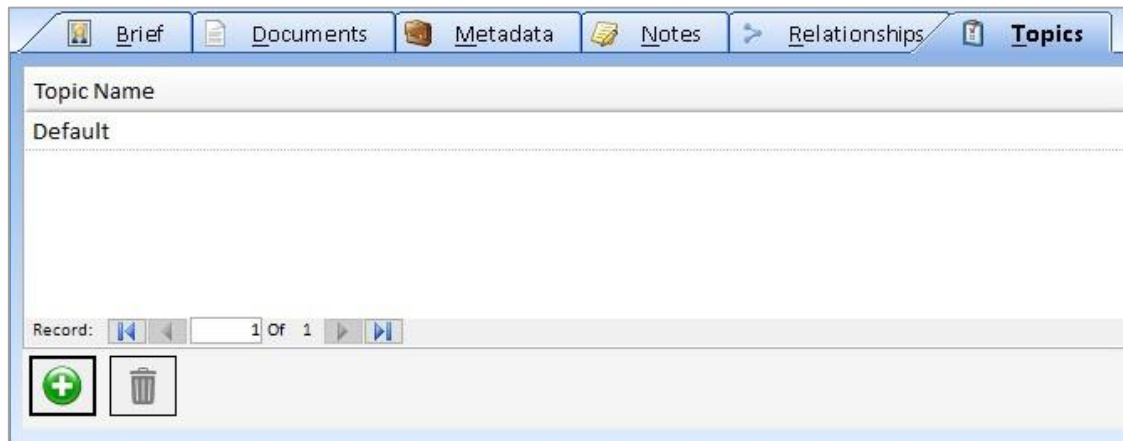 Brief Documents Metadata Notes Relationships Topics
Topic Name
Default
Record: 1 Of 1